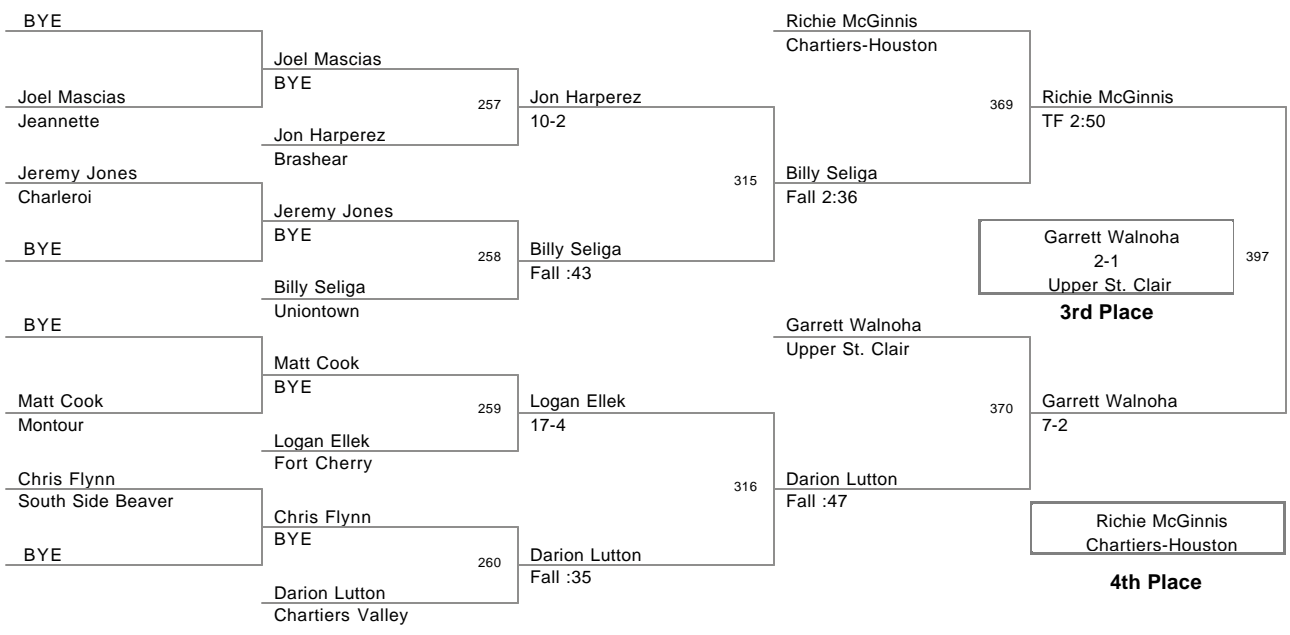 BYE
Joel Mascias
Jeannette
Jeremy Jones
Charleroi
BYE
BYE
Matt Cook
Montour
Chris Flynn
South Side Beaver
BYE
Joel Mascias
BYE
257
Jon Harperez
Brashear
Jeremy Jones
BYE
258
Billy Seliga
Uniontown
Matt Cook
BYE
259
Logan Ellek
Fort Cherry
Chris Flynn
BYE
260
Darion Lutton
Chartiers Valley
Jon Harperez
10-2
315
Billy Seliga
Fall :43
Logan Ellek
17-4
316
Darion Lutton
Fall :35
Richie McGinnis
Chartiers-Houston
369
Billy Seliga
Fall 2:36
Garrett Walnoha
Upper St. Clair
370
Darion Lutton
Fall :47
Richie McGinnis
TF 2:50
Garrett Walnoha
2-1
Upper St. Clair
397
3rd Place
Garrett Walnoha
7-2
Richie McGinnis
Chartiers-Houston
4th Place